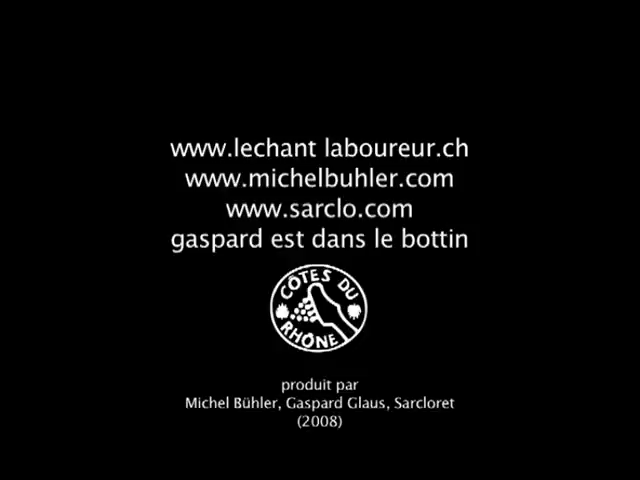 www.lechant laboureur.ch
www.michelbuhler.com
www.sarclo.com
gaspard est dans le bottin
CÔTES DU
RHÔNE
produit par
Michel Bühler, Gaspard Glaus, Sarcloret
(2008)